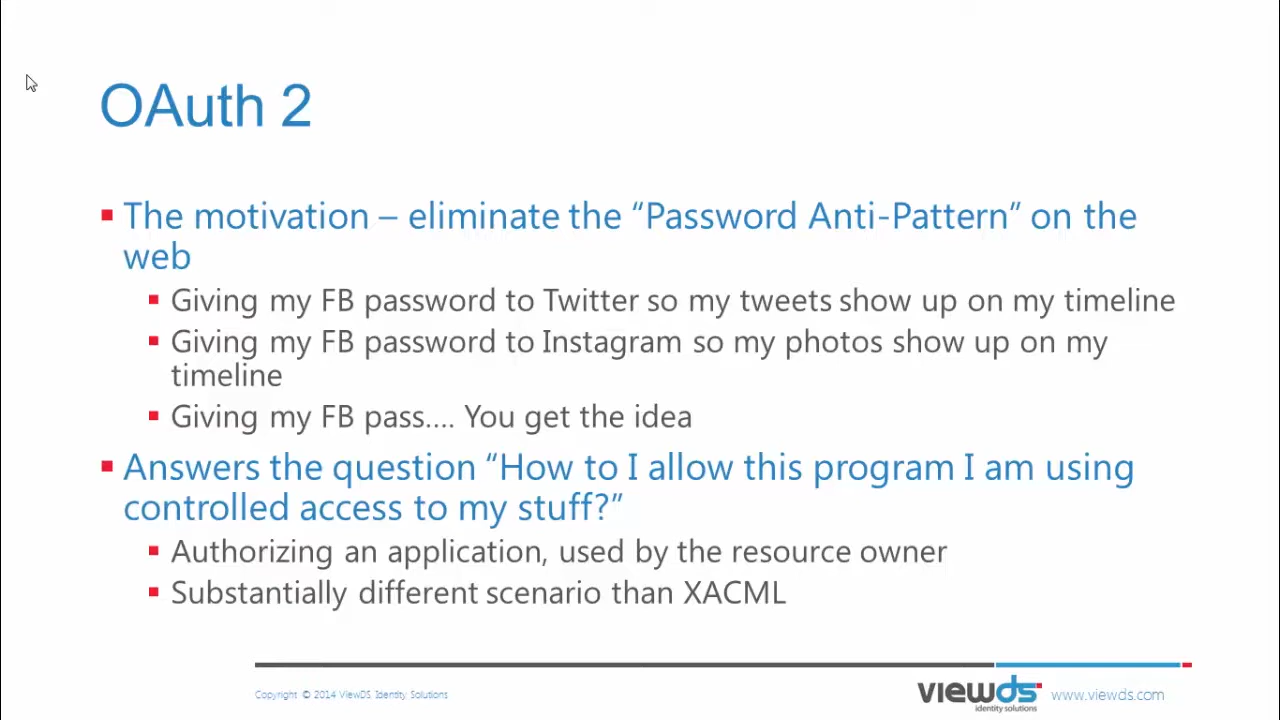 OAuth 2
The motivation – eliminate the “Password Anti-Pattern” on the
web
Giving my FB password to Twitter so my tweets show up on my timeline
Giving my FB password to Instagram so my photos show up on my
timeline
Giving my FB pass.... You get the idea
Answers the question “How to I allow this program I am using
controlled access to my stuff?”
Authorizing an application, used by the resource owner
Substantially different scenario than XACML
Copyright © 2014 ViewDS Identity Solutions
viewds
identity solutions
www.viewds.com